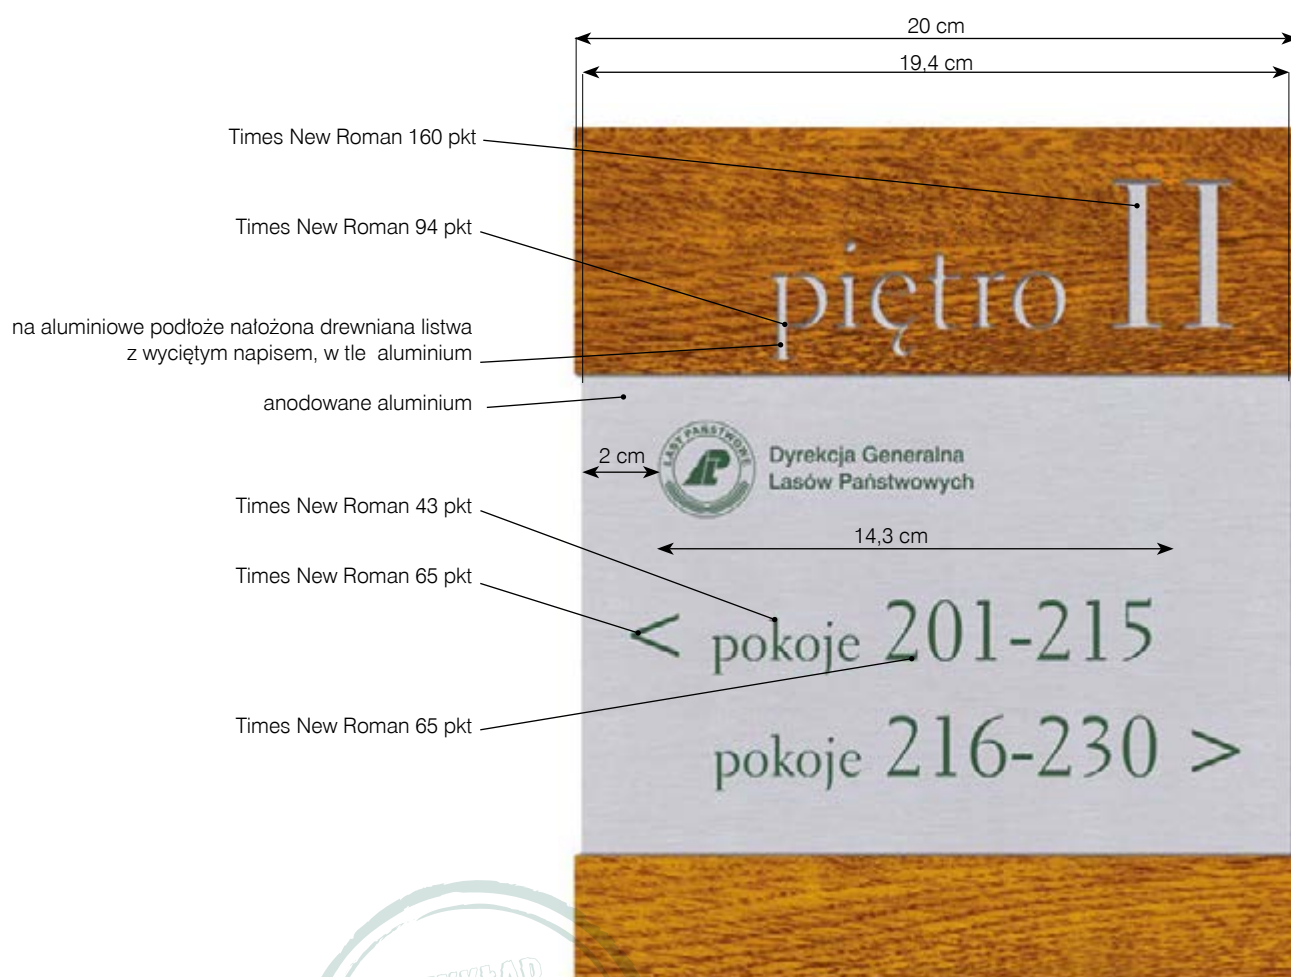 20 cm
19,4 cm
Times New Roman 160 pkt
Times New Roman 94 pkt
piętro II
na aluminiowe podłoże nałożona drewniana listwa
z wyciętym napisem, w tle aluminium
anodowane aluminium
LASY PAŃSTWOWE
2 cm
Dyrekcja Generalna
Lasów Państwowych
Times New Roman 43 pkt
14,3 cm
Times New Roman 65 pkt
< pokoje 201-215
Times New Roman 65 pkt
pokoje 216-230 >